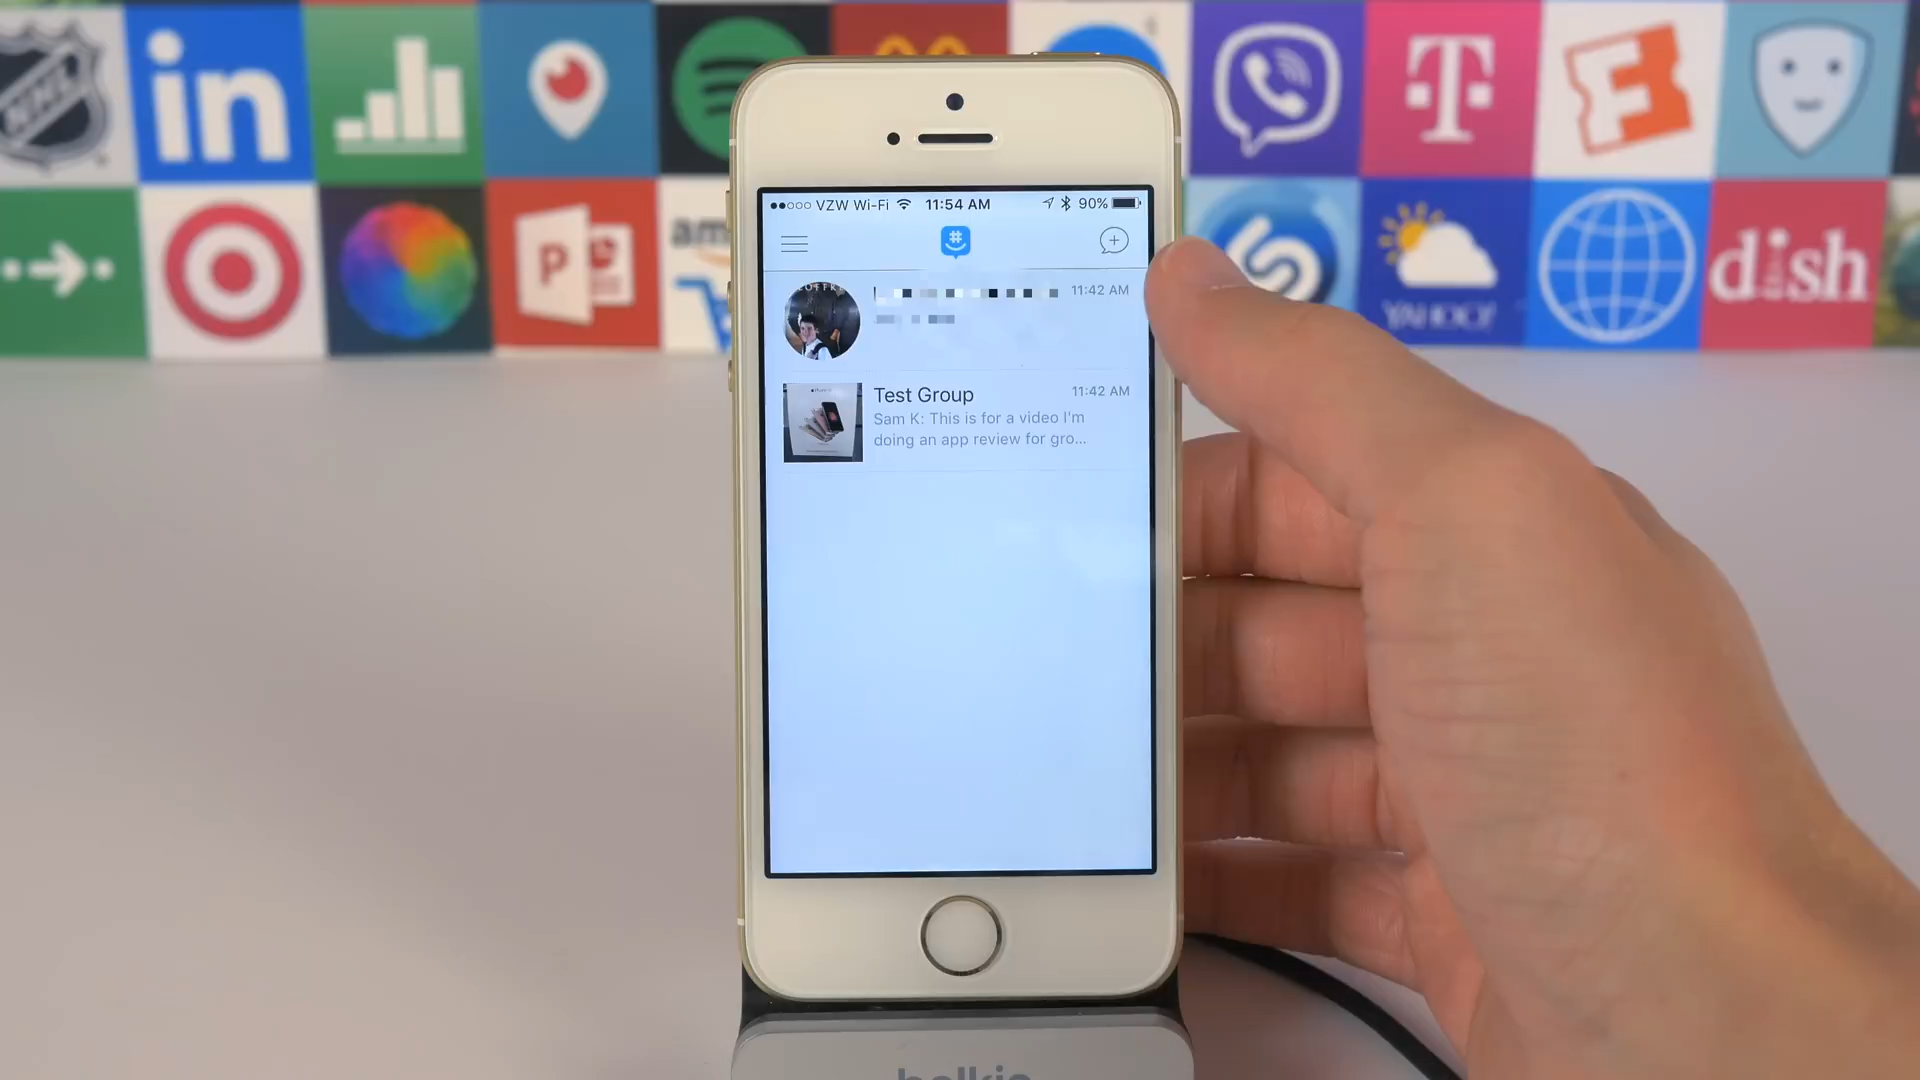 NHL
in
T
P
YAHOO!
dish
VZW Wi-Fi 11:54 AM 90%
#
11:42 AM
Test Group 11:42 AM
Sam K: This is for a video I'm
doing an app review for gro...